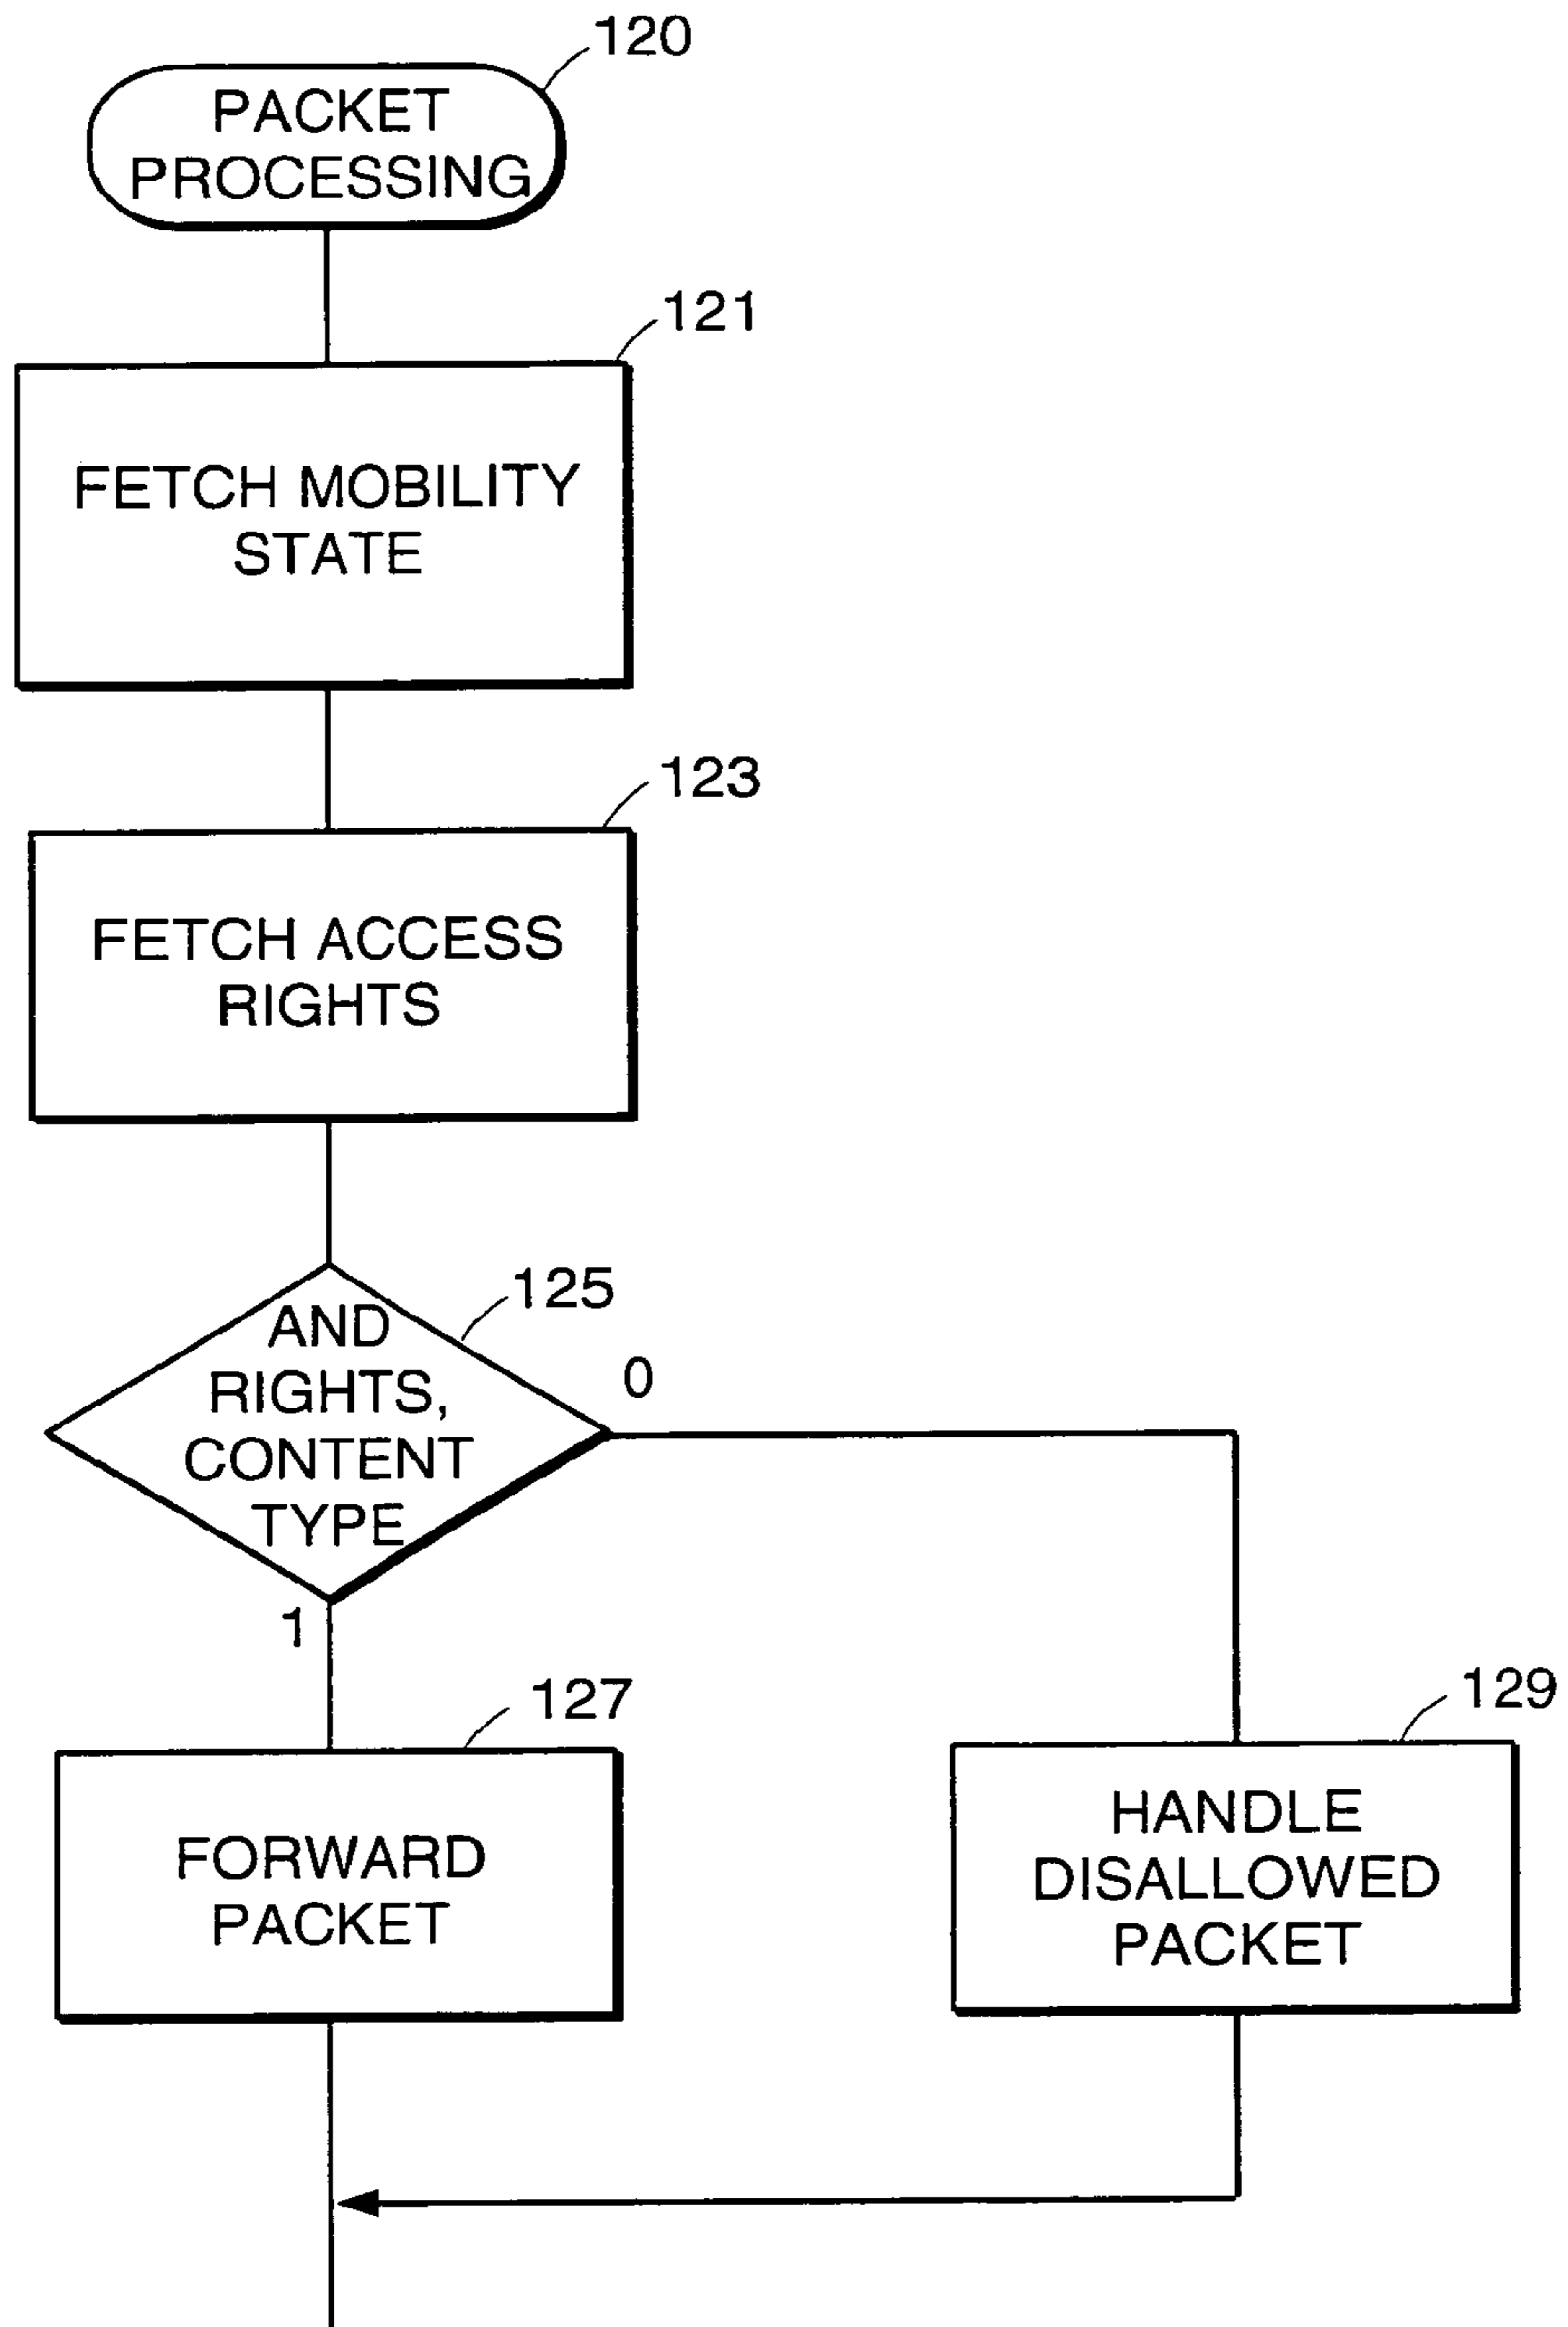 120
PACKET
PROCESSING
121
FETCH MOBILITY
STATE
123
FETCH ACCESS
RIGHTS
125
AND
RIGHTS,
CONTENT
TYPE
0
1
127
FORWARD
PACKET
129
HANDLE
DISALLOWED
PACKET